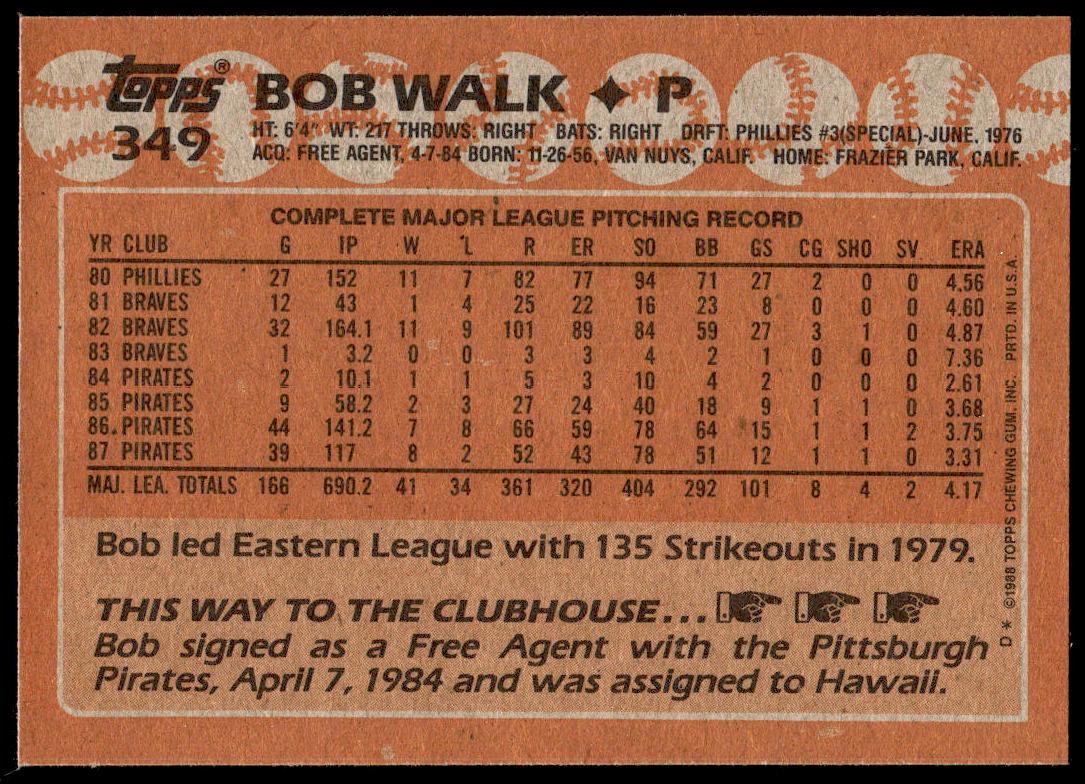 topps® BOB WALK ✦ P
349 HT: 6'4" WT: 217 THROWS: RIGHT BATS: RIGHT DRFT: PHILLIES #3(SPECIAL)-JUNE, 1976
ACQ: FREE AGENT, 4-7-84 BORN: 11-26-56, VAN NUYS, CALIF. HOME: FRAZIER PARK, CALIF.
COMPLETE MAJOR LEAGUE PITCHING RECORD
YR CLUB G IP W L R ER SO BB GS CG SHO SV ERA
80 PHILLIES 27 152 11 7 82 77 94 71 27 2 0 0 4.56
81 BRAVES 12 43 1 4 25 22 16 23 8 0 0 0 4.60
82 BRAVES 32 164.1 11 9 101 89 84 59 27 3 1 0 4.87
83 BRAVES 1 3.2 0 0 3 3 4 2 1 0 0 0 7.36
84 PIRATES 2 10.1 1 1 5 3 10 4 2 0 0 0 2.61
85 PIRATES 9 58.2 2 3 27 24 40 18 9 1 1 0 3.68
86 PIRATES 44 141.2 7 8 66 59 78 64 15 1 1 2 3.75
87 PIRATES 39 117 8 2 52 43 78 51 12 1 1 0 3.31
MAJ. LEA. TOTALS 166 690.2 41 34 361 320 404 292 101 8 4 2 4.17
Bob led Eastern League with 135 Strikeouts in 1979.
THIS WAY TO THE CLUBHOUSE...
Bob signed as a Free Agent with the Pittsburgh
Pirates, April 7, 1984 and was assigned to Hawaii.
D* ©1988 TOPPS CHEWING GUM, INC. PRTD. IN U.S.A.